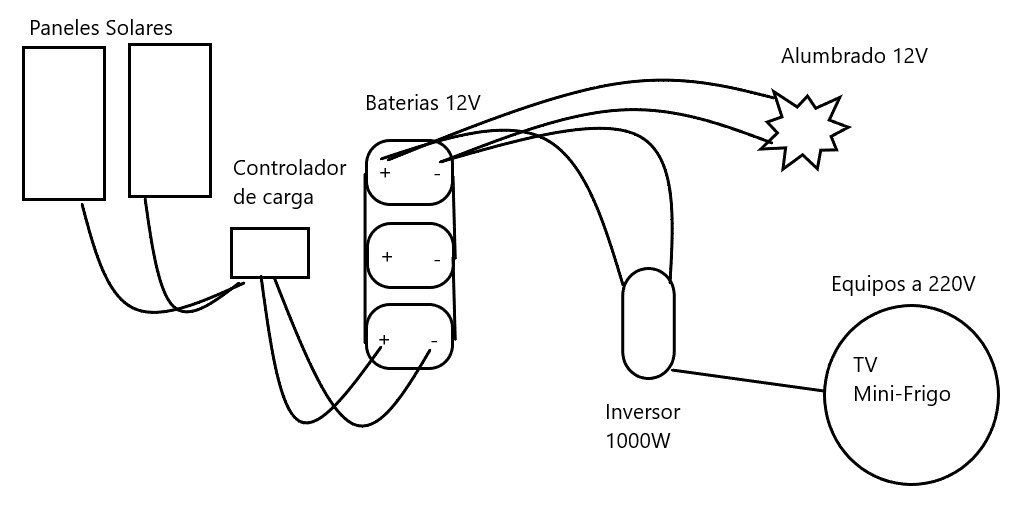 Paneles Solares
Alumbrado 12V
Baterias 12V
Controlador
de carga
+ -
+ -
+ -
Equipos a 220V
TV
Mini-Frigo
Inversor
1000W